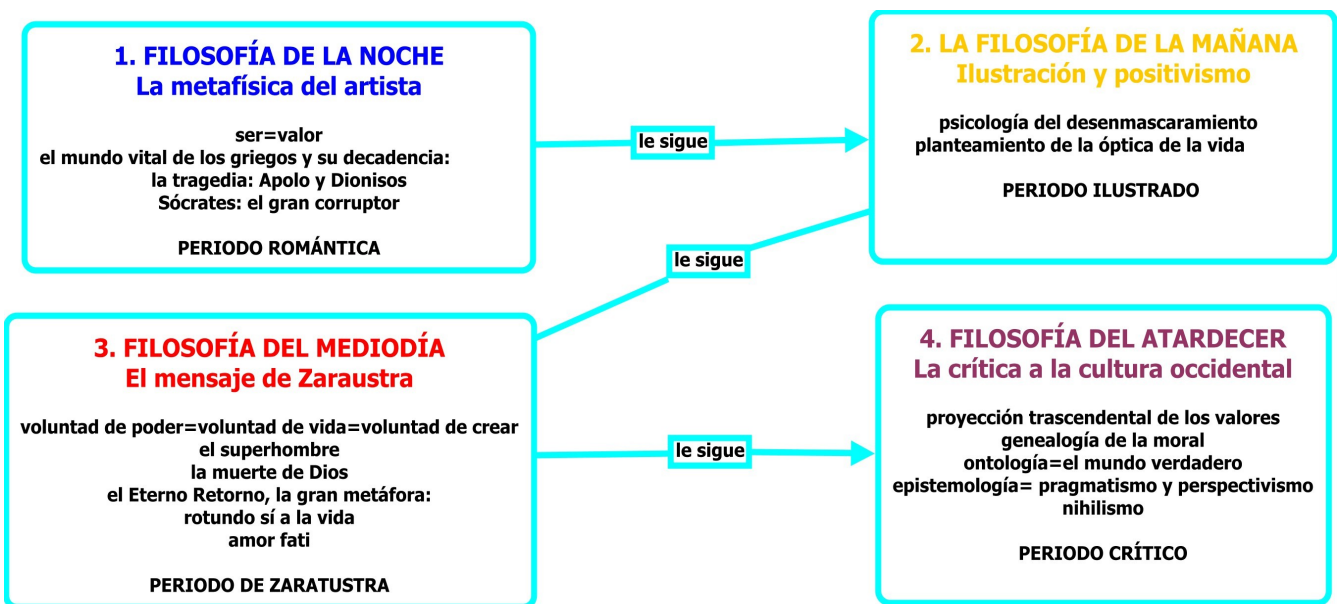 1. FILOSOFÍA DE LA NOCHE
La metafísica del artista
ser=valor
el mundo vital de los griegos y su decadencia:
la tragedia: Apolo y Dionisos
Sócrates: el gran corruptor
PERIODO ROMÁNTICA
le sigue
2. LA FILOSOFÍA DE LA MAÑANA
Ilustración y positivismo
psicología del desenmascaramiento
planteamiento de la óptica de la vida
PERIODO ILUSTRADO
le sigue
3. FILOSOFÍA DEL MEDIODÍA
El mensaje de Zaraustra
voluntad de poder=voluntad de vida=voluntad de crear
el superhombre
la muerte de Dios
el Eterno Retorno, la gran metáfora:
rotundo sí a la vida
amor fati
PERIODO DE ZARATUSTRA
le sigue
4. FILOSOFÍA DEL ATARDECER
La crítica a la cultura occidental
proyección trascendental de los valores
genealogía de la moral
ontología=el mundo verdadero
epistemología= pragmatismo y perspectivismo
nihilismo
PERIODO CRÍTICO